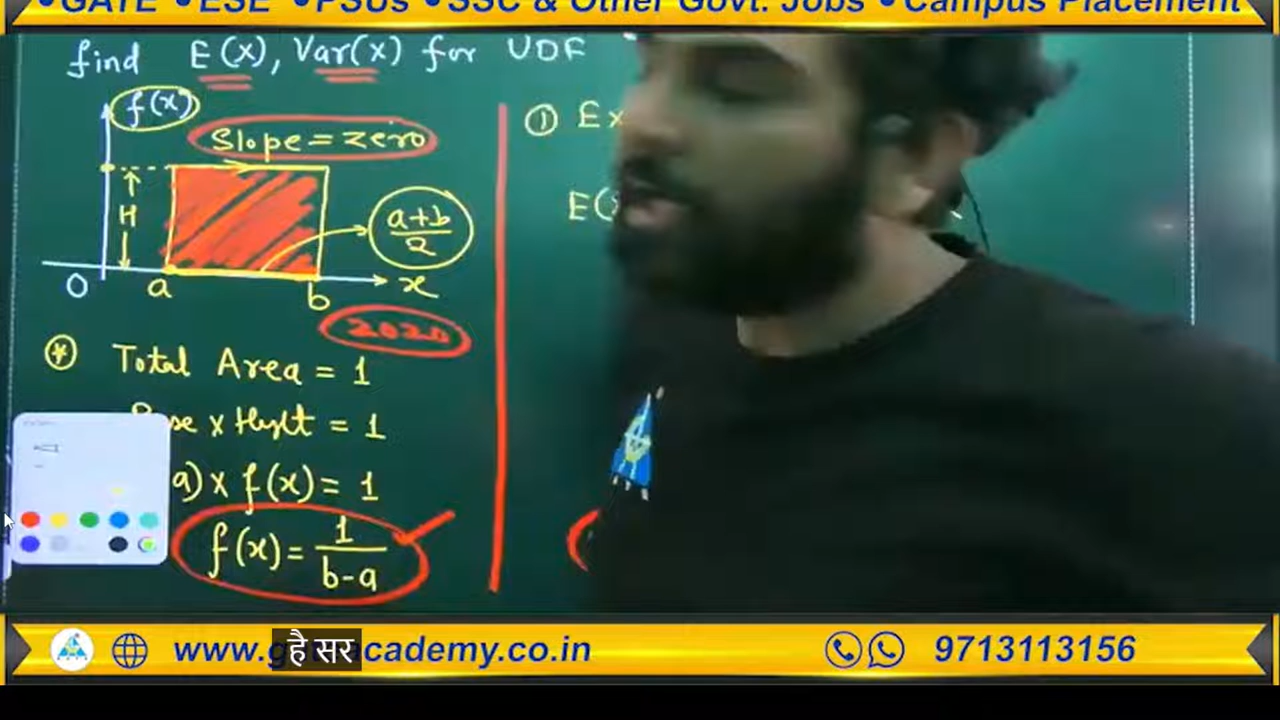 •GATE •ESE •PSUs •SSC & Other Govt. Jobs •Campus Placement
find E(x), Var(x) for UDF
f(x)
Slope = zero
H
a+b
2
0 a b x
2020
* Total Area = 1
x Height = 1
a) x f(x) = 1
f(x) = 1
b-a
① Ex
E(x
है सर
www.g academy.co.in
9713113156